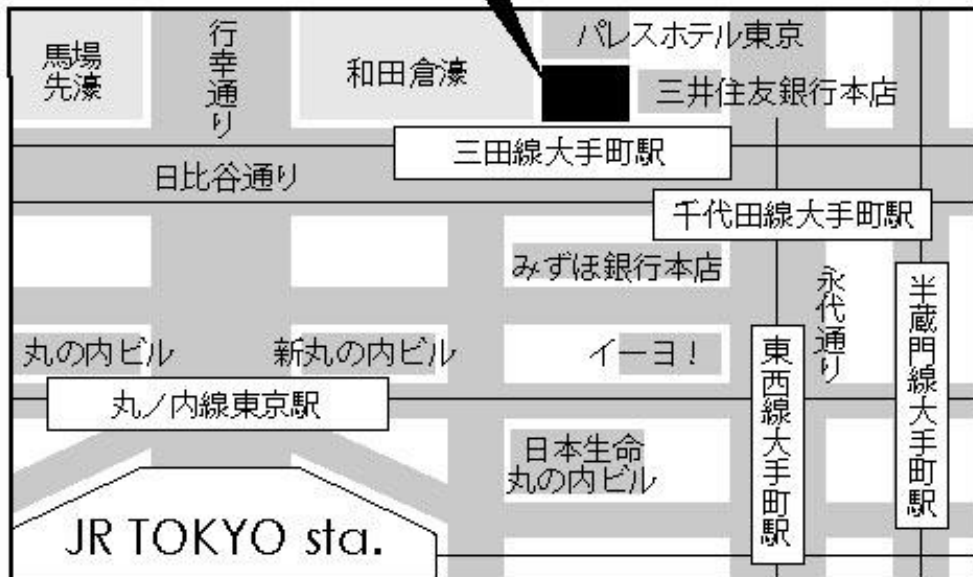 馬場
先濠
行幸通り
和田倉濠
パレスホテル東京
三井住友銀行本店
三田線大手町駅
日比谷通り
千代田線大手町駅
みずほ銀行本店
永代通り
半蔵門線大手町駅
丸の内ビル
新丸の内ビル
イーヨ！
東西線大手町駅
丸ノ内線東京駅
日本生命
丸の内ビル
JR TOKYO sta.